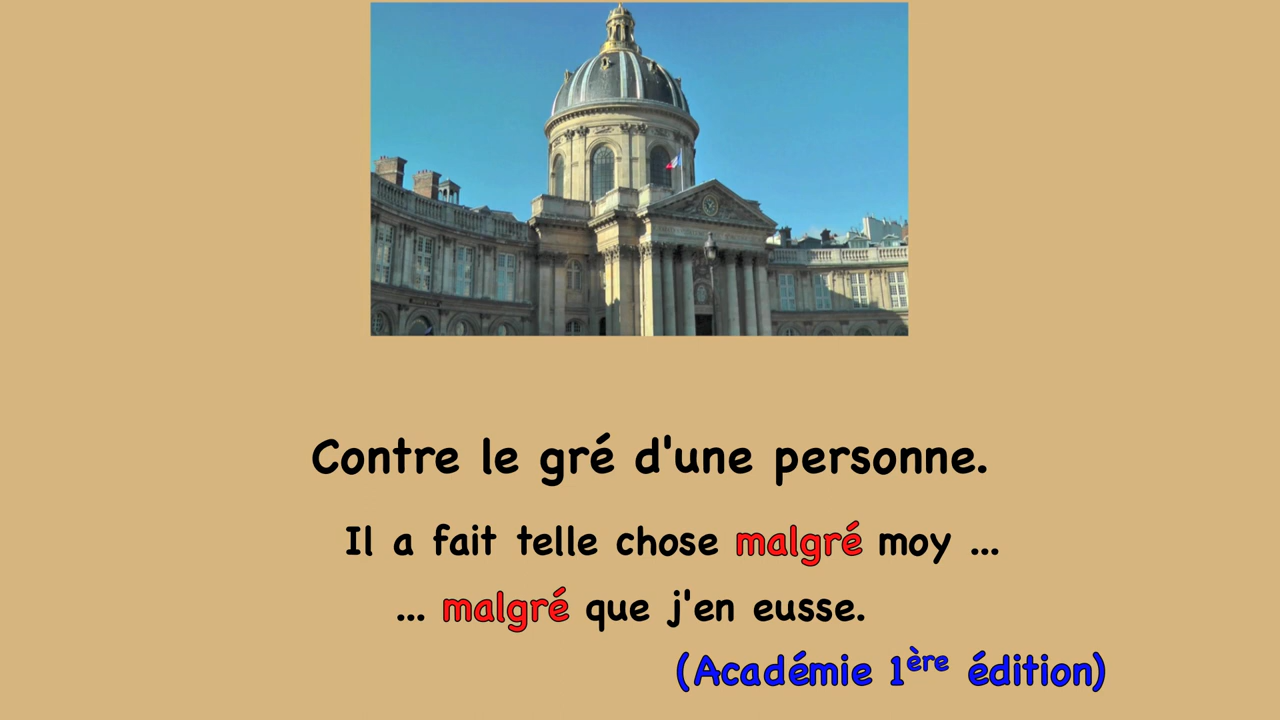 Contre le gré d'une personne.
Il a fait telle chose malgré moy ...
... malgré que j'en eusse.
(Académie 1ère édition)